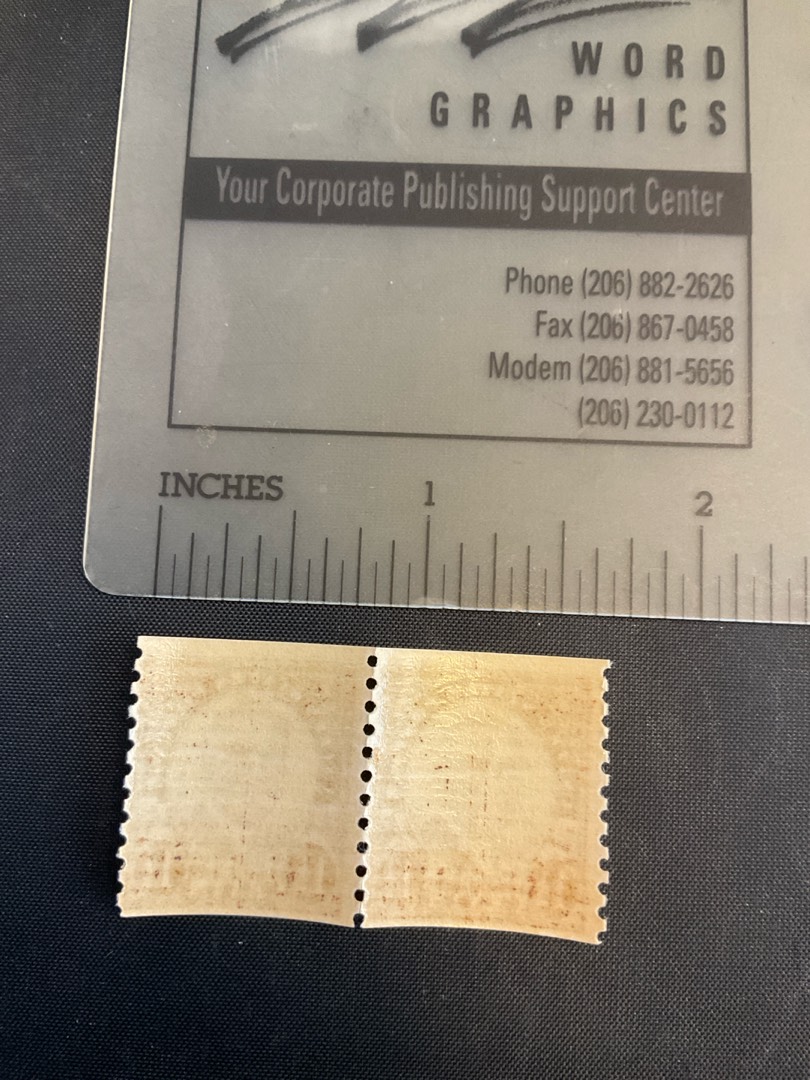 WORD
GRAPHICS
Your Corporate Publishing Support Center
Phone (206) 882-2626
Fax (206) 867-0458
Modem (206) 881-5656
(206) 230-0112
INCHES 1 2